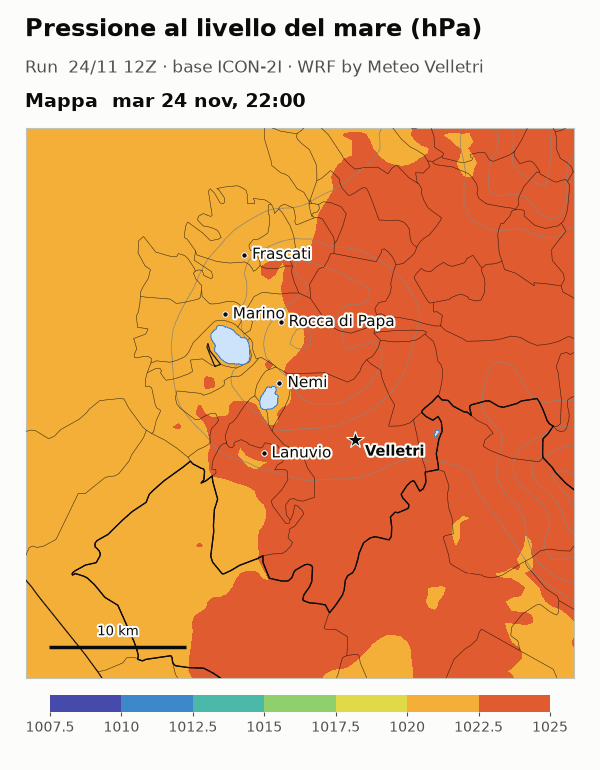 Pressione al livello del mare (hPa)
Run 24/11 12Z · base ICON-2I · WRF by Meteo Velletri
Mappa mar 24 nov, 22:00
Frascati
Marino
Rocca di Papa
Nemi
Velletri
Lanuvio
10 km
1007.5 1010 1012.5 1015 1017.5 1020 1022.5 1025